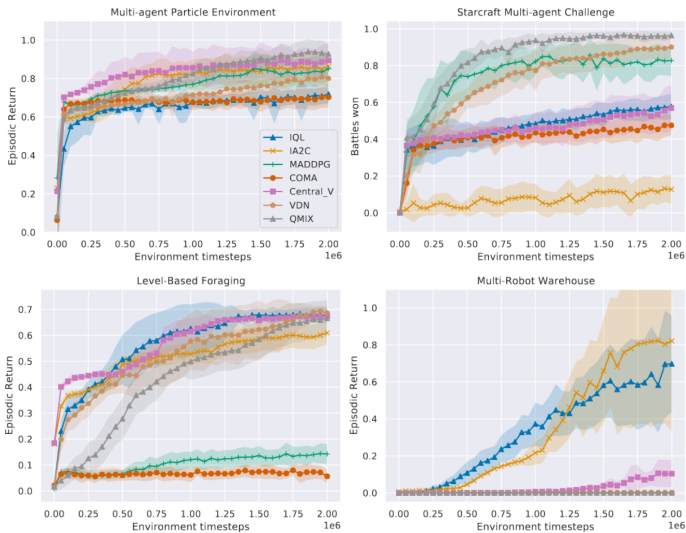 Multi-agent Particle Environment
Episodic Return
1.0
0.8
0.6
0.4
0.2
0.0
IQL
IA2C
MADDPG
COMA
Central_V
VDN
QMIX
0.00 0.25 0.50 0.75 1.00 1.25 1.50 1.75 2.00
Environment timesteps
1e6
Starcraft Multi-agent Challenge
Battles won
1.0
0.8
0.6
0.4
0.2
0.0
0.00 0.25 0.50 0.75 1.00 1.25 1.50 1.75 2.00
Environment timesteps
1e6
Level-Based Foraging
Episodic Return
0.7
0.6
0.5
0.4
0.3
0.2
0.1
0.0
0.00 0.25 0.50 0.75 1.00 1.25 1.50 1.75 2.00
Environment timesteps
1e6
Multi-Robot Warehouse
Episodic Return
1.0
0.8
0.6
0.4
0.2
0.0
0.00 0.25 0.50 0.75 1.00 1.25 1.50 1.75 2.00
Environment timesteps
1e6